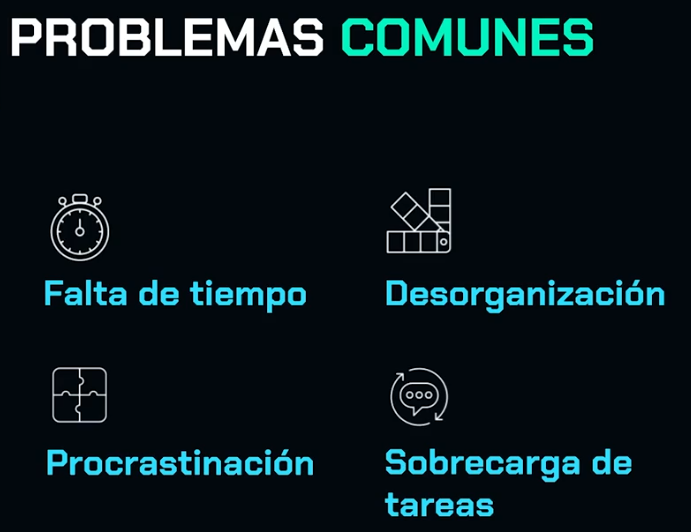 PROBLEMAS COMUNES
Falta de tiempo
Desorganización
Procrastinación
Sobrecarga de
tareas